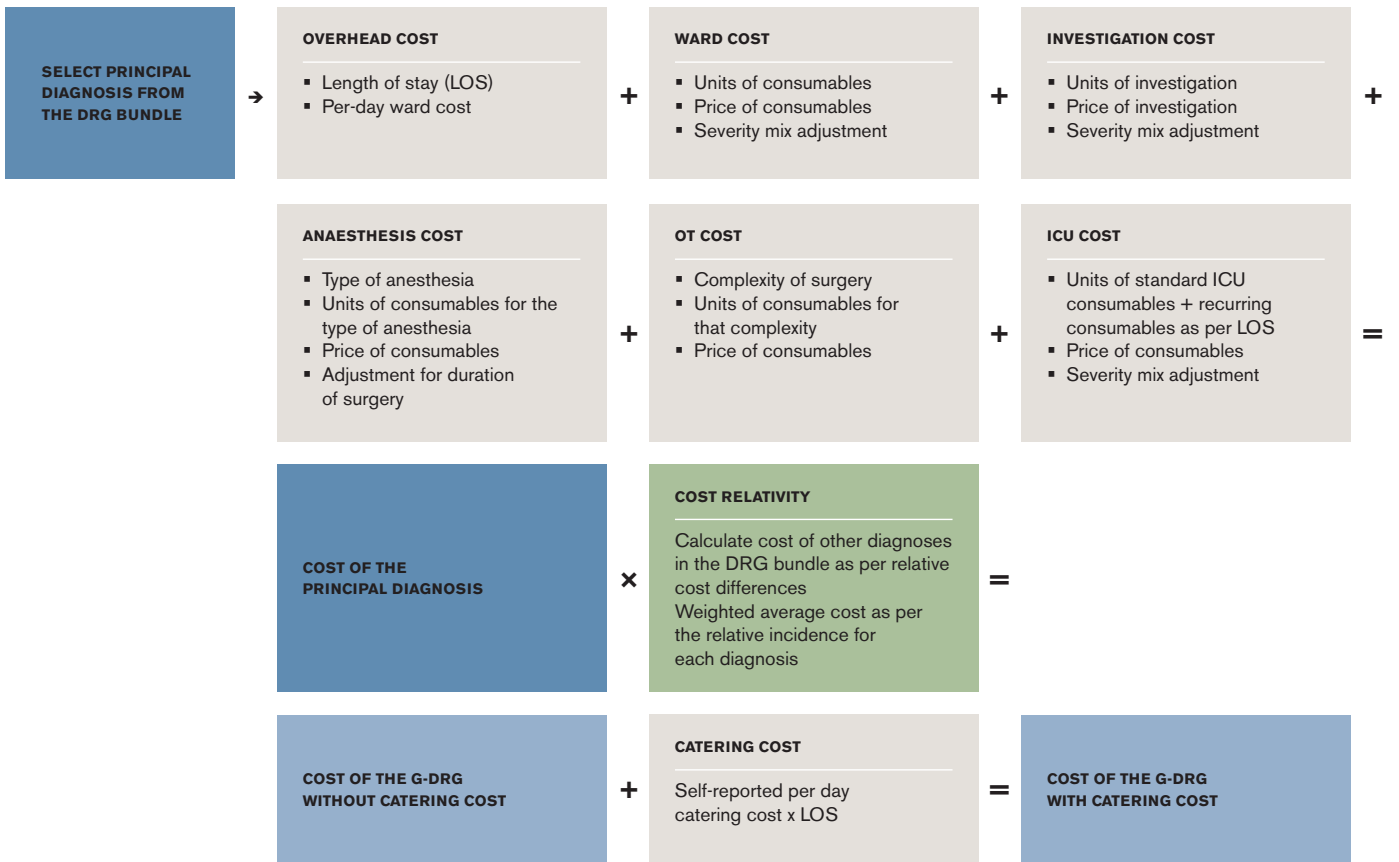 SELECT PRINCIPAL
DIAGNOSIS FROM
THE DRG BUNDLE
➔
OVERHEAD COST
▪ Length of stay (LOS)
▪ Per-day ward cost
+
WARD COST
▪ Units of consumables
▪ Price of consumables
▪ Severity mix adjustment
+
INVESTIGATION COST
▪ Units of investigation
▪ Price of investigation
▪ Severity mix adjustment
+
ANAESTHESIS COST
▪ Type of anesthesia
▪ Units of consumables for the
type of anesthesia
▪ Price of consumables
▪ Adjustment for duration
of surgery
+
OT COST
▪ Complexity of surgery
▪ Units of consumables for
that complexity
▪ Price of consumables
+
ICU COST
▪ Units of standard ICU
consumables + recurring
consumables as per LOS
▪ Price of consumables
▪ Severity mix adjustment
=
COST OF THE
PRINCIPAL DIAGNOSIS
×
COST RELATIVITY
Calculate cost of other diagnoses
in the DRG bundle as per relative
cost differences
Weighted average cost as per
the relative incidence for
each diagnosis
=
COST OF THE G-DRG
WITHOUT CATERING COST
+
CATERING COST
Self-reported per day
catering cost x LOS
=
COST OF THE G-DRG
WITH CATERING COST